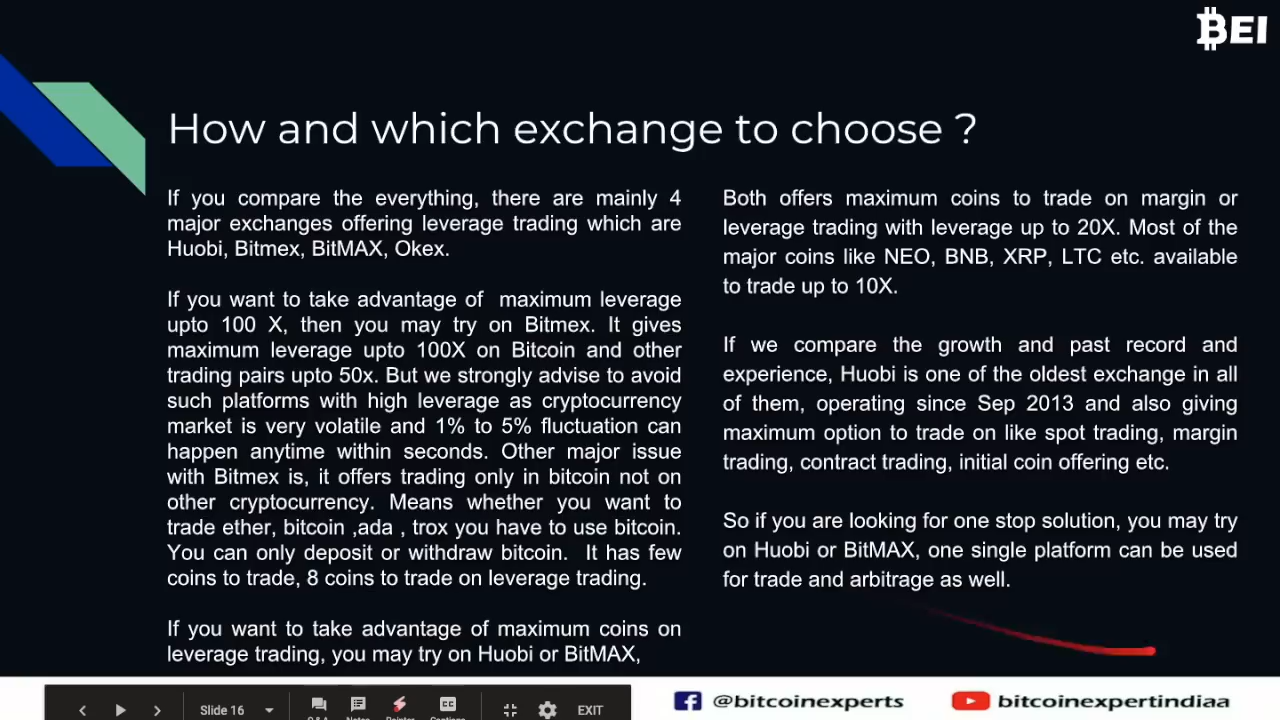 BEI
How and which exchange to choose ?
If you compare the everything, there are mainly 4
major exchanges offering leverage trading which are
Huobi, Bitmex, BitMAX, Okex.
If you want to take advantage of maximum leverage
upto 100 X, then you may try on Bitmex. It gives
maximum leverage upto 100X on Bitcoin and other
trading pairs upto 50x. But we strongly advise to avoid
such platforms with high leverage as cryptocurrency
market is very volatile and 1% to 5% fluctuation can
happen anytime within seconds. Other major issue
with Bitmex is, it offers trading only in bitcoin not on
other cryptocurrency. Means whether you want to
trade ether, bitcoin ,ada , trox you have to use bitcoin.
You can only deposit or withdraw bitcoin. It has few
coins to trade, 8 coins to trade on leverage trading.
If you want to take advantage of maximum coins on
leverage trading, you may try on Huobi or BitMAX,
Both offers maximum coins to trade on margin or
leverage trading with leverage up to 20X. Most of the
major coins like NEO, BNB, XRP, LTC etc. available
to trade up to 10X.
If we compare the growth and past record and
experience, Huobi is one of the oldest exchange in all
of them, operating since Sep 2013 and also giving
maximum option to trade on like spot trading, margin
trading, contract trading, initial coin offering etc.
So if you are looking for one stop solution, you may try
on Huobi or BitMAX, one single platform can be used
for trade and arbitrage as well.
Slide 16
EXIT
@bitcoinexperts
bitcoinexpertindiaa